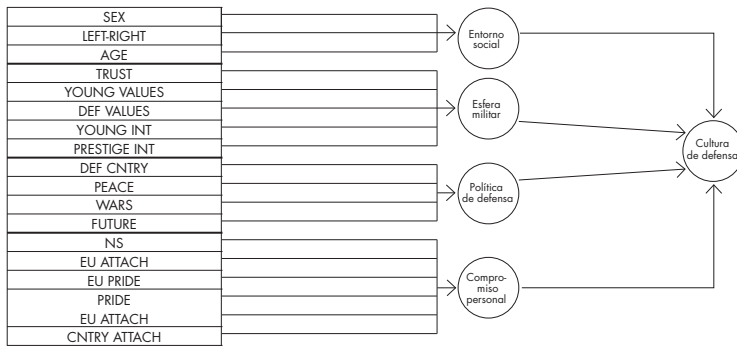 SEX
LEFT-RIGHT
AGE
TRUST
YOUNG VALUES
DEF VALUES
YOUNG INT
PRESTIGE INT
DEF CNTRY
PEACE
WARS
FUTURE
NS
EU ATTACH
EU PRIDE
PRIDE
EU ATTACH
CNTRY ATTACH
Entorno
social
Esfera
militar
Política
de defensa
Compro-
miso
personal
Cultura
de defensa